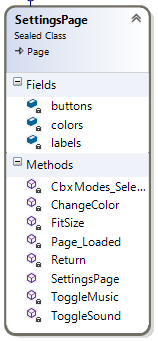 SettingsPage
Sealed Class
Page
Fields
buttons
colors
labels
Methods
CbxModes_Sele...
ChangeColor
FitSize
Page_Loaded
Return
SettingsPage
ToggleMusic
ToggleSound